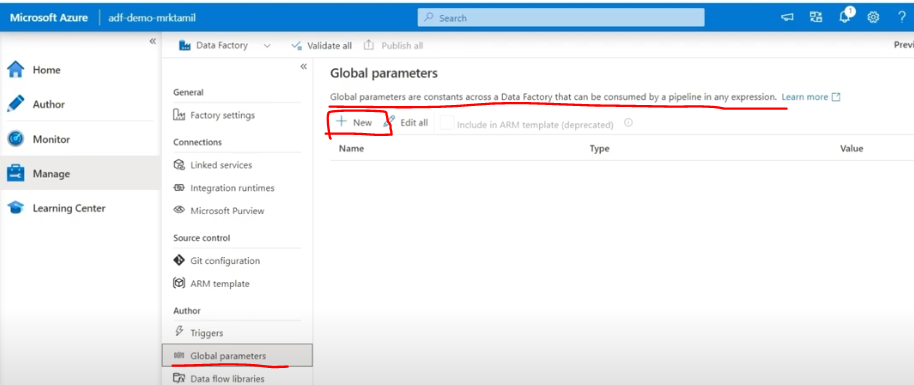 Microsoft Azure | adf-demo-mrktamil
Search
1
?
«
Home
Author
Monitor
Manage
Learning Center
Data Factory
Validate all
Publish all
Previ
«
General
Factory settings
Connections
Linked services
Integration runtimes
Microsoft Purview
Source control
Git configuration
ARM template
Author
Triggers
Global parameters
Data flow libraries
Global parameters
Global parameters are constants across a Data Factory that can be consumed by a pipeline in any expression. Learn more
+ New
Edit all
Include in ARM template (deprecated)
Name Type Value